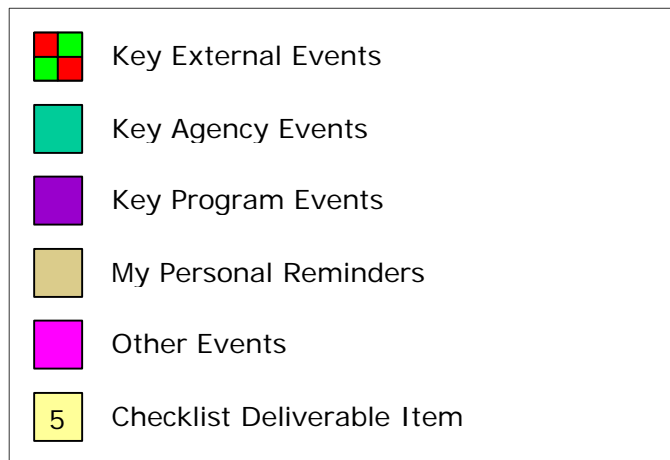 Key External Events
Key Agency Events
Key Program Events
My Personal Reminders
Other Events
5 Checklist Deliverable Item